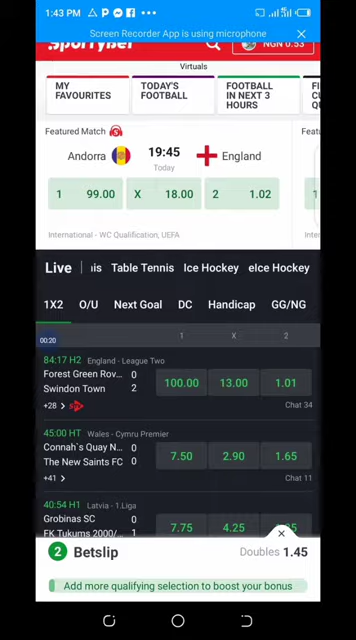 1:43 PM
Screen Recorder App is using microphone
SportyBet
NGN 0.53
Virtuals
MY FAVOURITES
TODAY'S FOOTBALL
FOOTBALL IN NEXT 3 HOURS
Featured Match
Andorra 19:45 England
Today
1 99.00 X 18.00 2 1.02
International - WC Qualification, UEFA
Live
Table Tennis Ice Hockey eIce Hockey
1X2 O/U Next Goal DC Handicap GG/NG
00:20 1 X 2
84:17 H2 England - League Two
Forest Green Rov... 0
Swindon Town 2
100.00 13.00 1.01
+28 > Chat 34
45:00 HT Wales - Cymru Premier
Connah`s Quay N... 0
The New Saints FC 0
7.50 2.90 1.65
+41 > Chat 11
40:54 H1 Latvia - 1.Liga
Grobinas SC 0
FK Tukums 2000/... 1
7.75 4.25
2 Betslip Doubles 1.45
Add more qualifying selection to boost your bonus